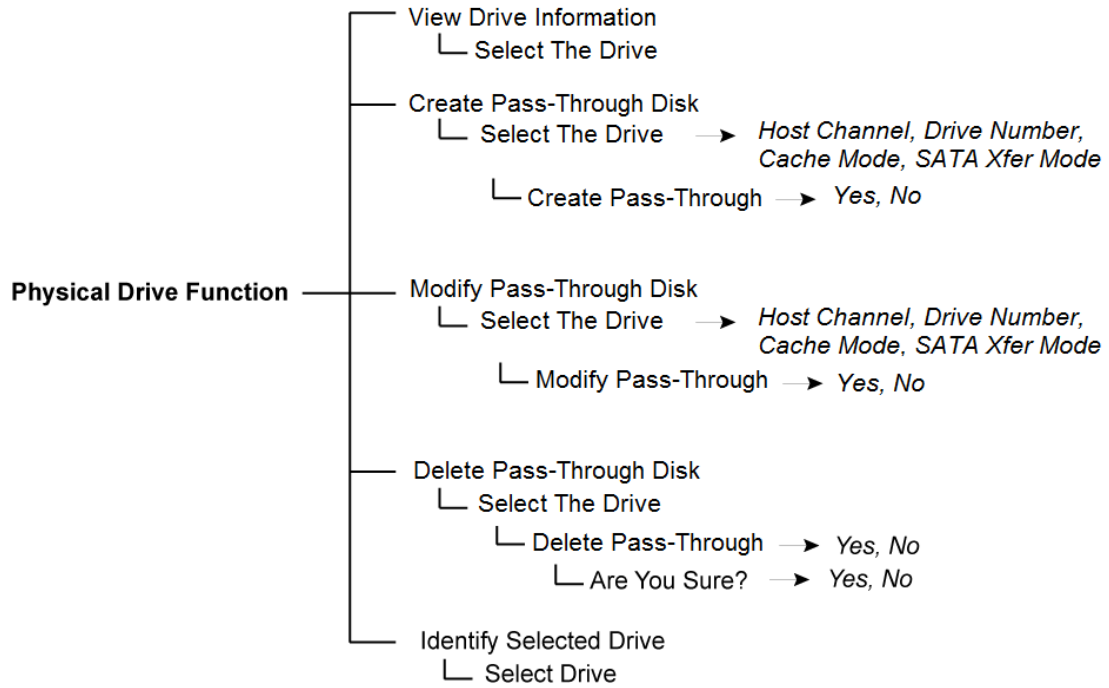 View Drive Information
Select The Drive
Create Pass-Through Disk
Select The Drive
Host Channel, Drive Number,
Cache Mode, SATA Xfer Mode
Create Pass-Through
Yes, No
Physical Drive Function
Modify Pass-Through Disk
Select The Drive
Host Channel, Drive Number,
Cache Mode, SATA Xfer Mode
Modify Pass-Through
Yes, No
Delete Pass-Through Disk
Select The Drive
Delete Pass-Through
Yes, No
Are You Sure?
Yes, No
Identify Selected Drive
Select Drive